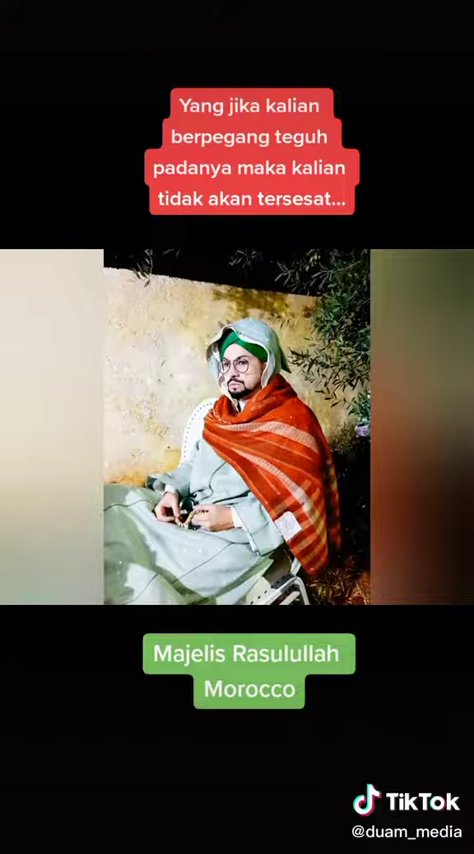 Yang jika kalian
berpegang teguh
padanya maka kalian
tidak akan tersesat...
Majelis Rasulullah
Morocco
TikTok
@duam_media